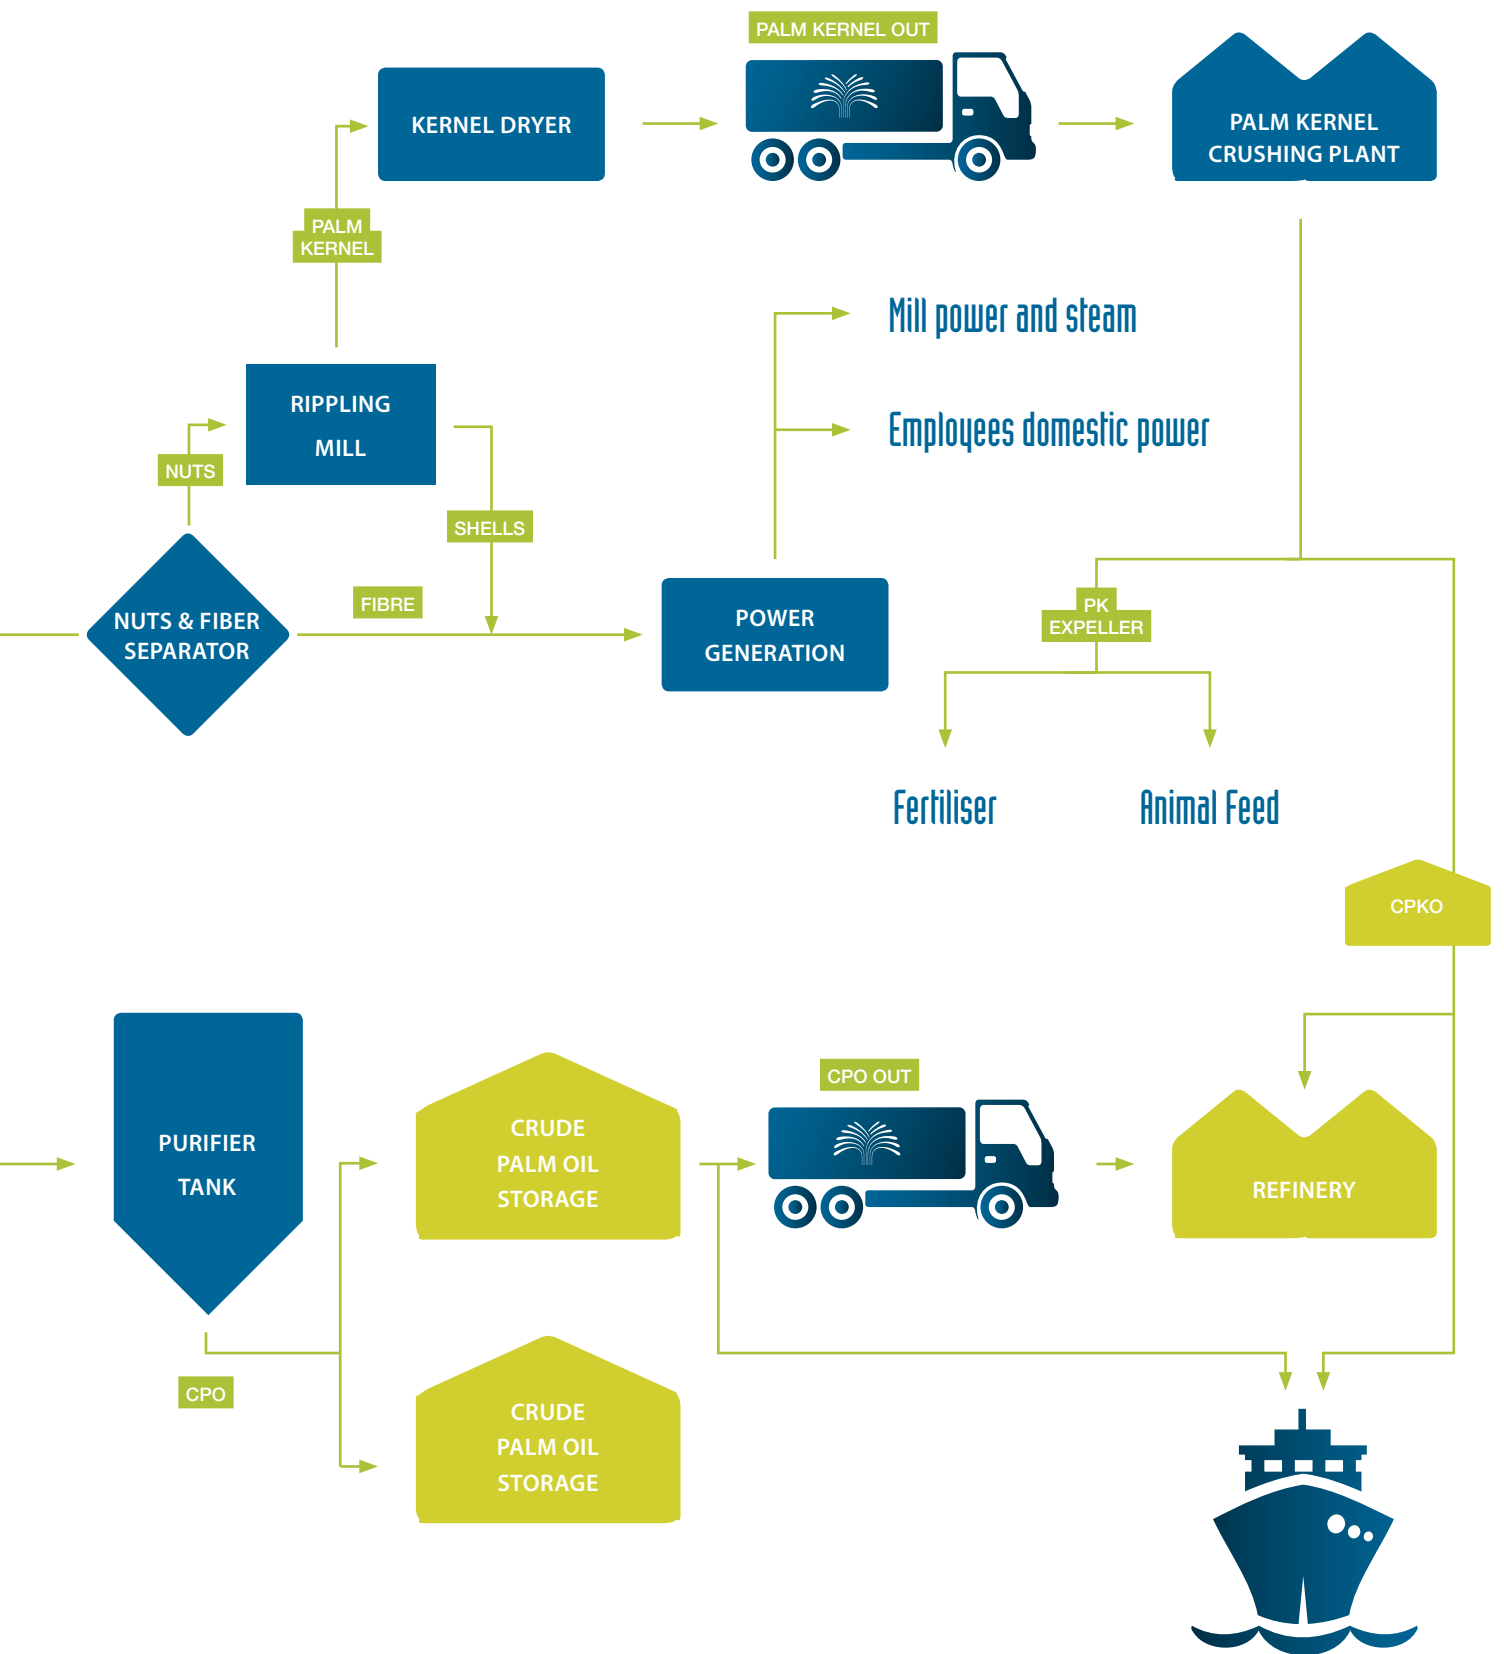 PALM KERNEL OUT
KERNEL DRYER
PALM KERNEL
CRUSHING PLANT
PALM
KERNEL
Mill power and steam
RIPPLING
MILL
Employees domestic power
NUTS
SHELLS
FIBRE
NUTS & FIBER
SEPARATOR
POWER
GENERATION
PK
EXPELLER
Fertiliser
Animal Feed
CPKO
CPO OUT
PURIFIER
TANK
CRUDE
PALM OIL
STORAGE
REFINERY
CPO
CRUDE
PALM OIL
STORAGE